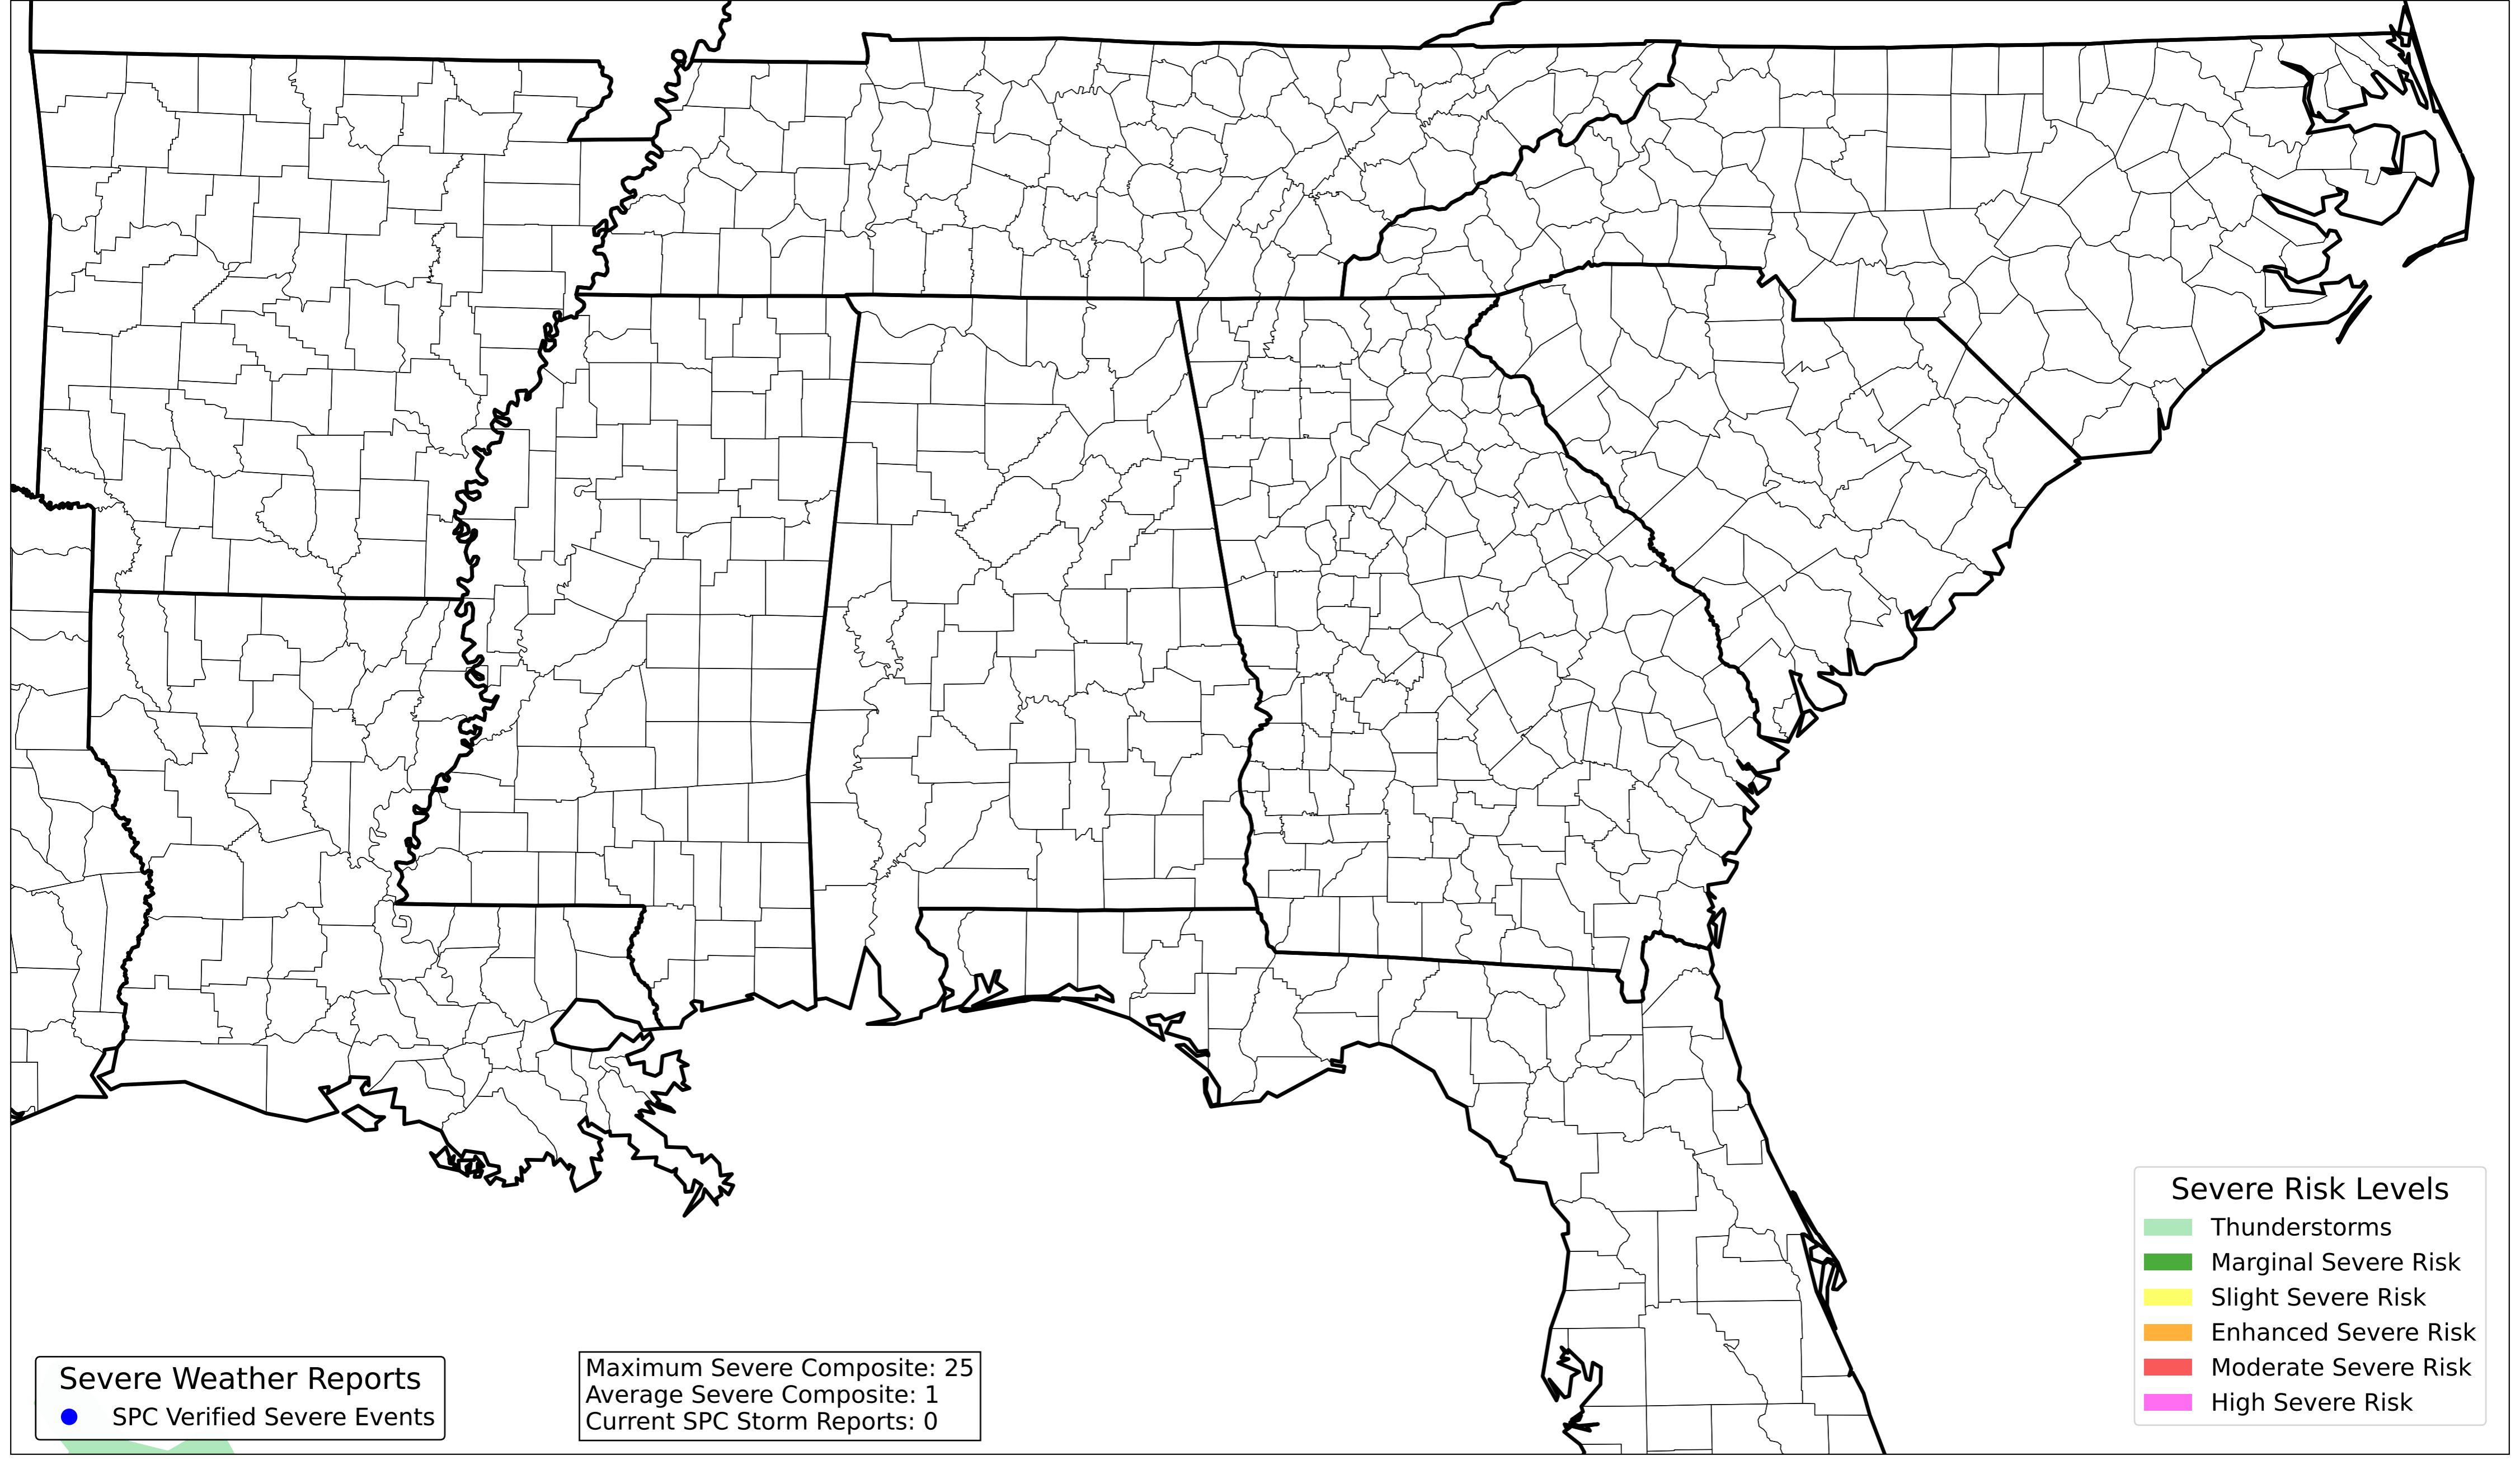 Severe Risk Levels
Thunderstorms
Marginal Severe Risk
Slight Severe Risk
Enhanced Severe Risk
Moderate Severe Risk
High Severe Risk
Severe Weather Reports
SPC Verified Severe Events
Maximum Severe Composite: 25
Average Severe Composite: 1
Current SPC Storm Reports: 0